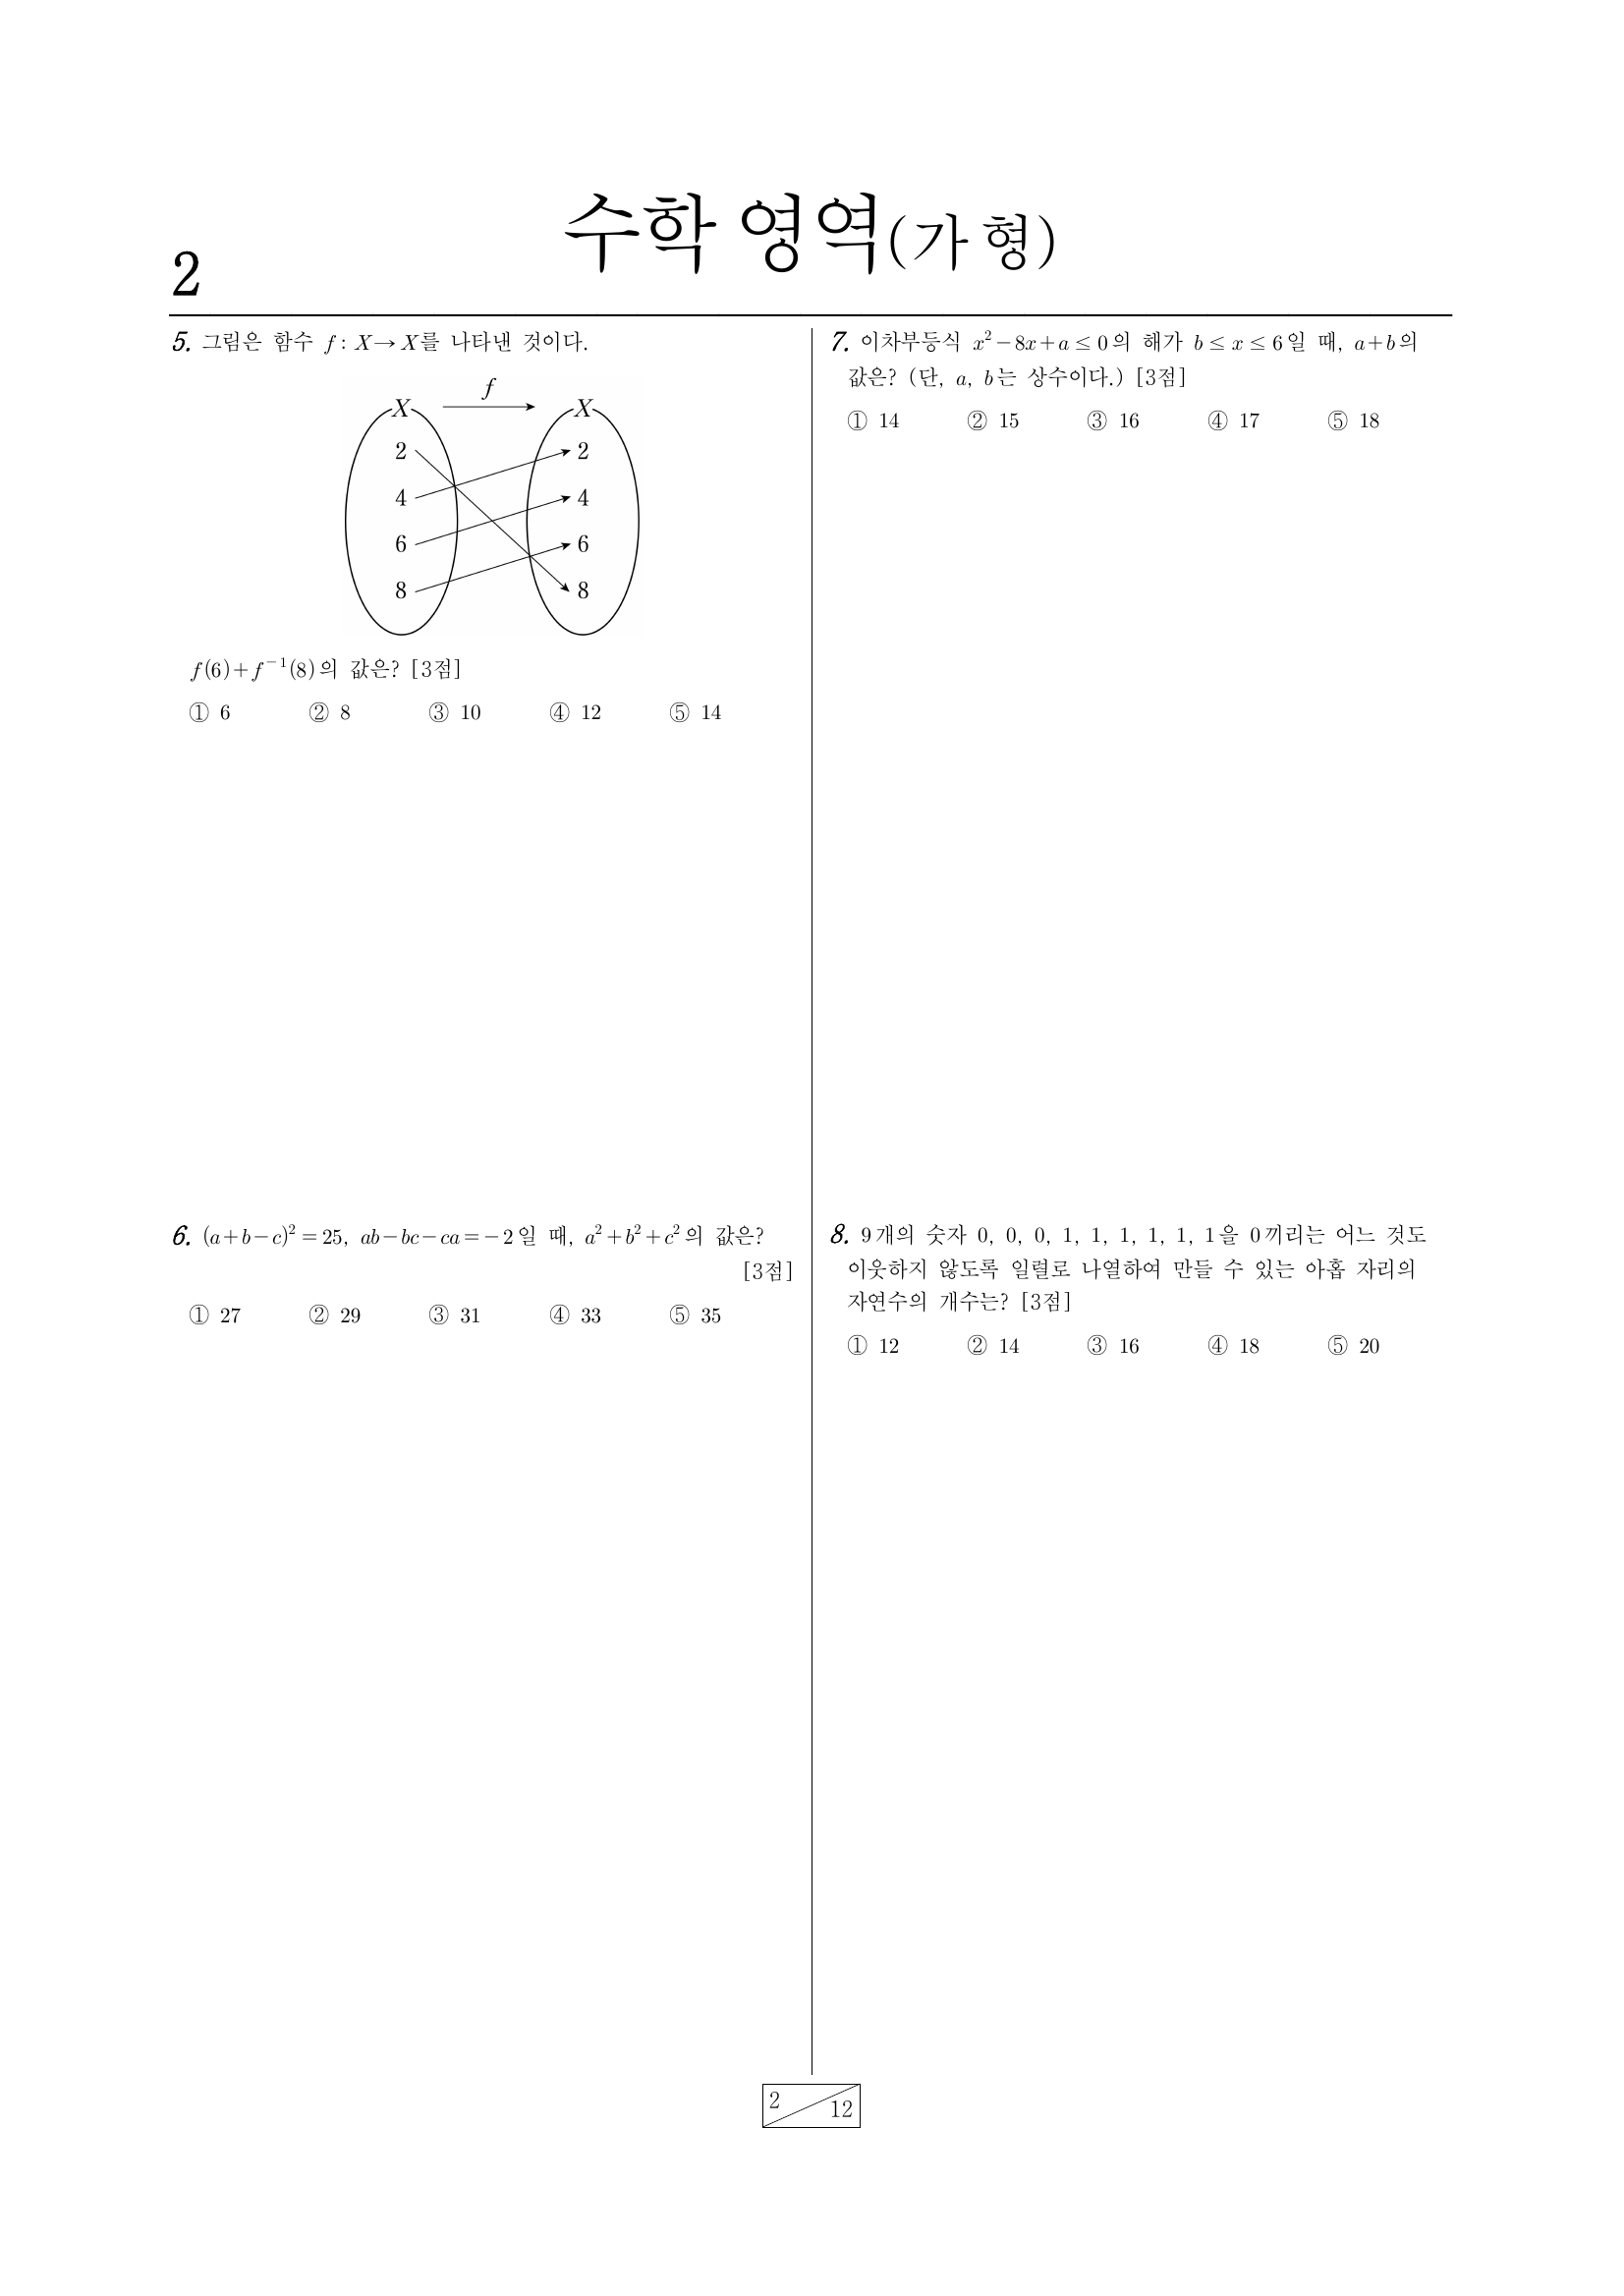 수학 영역(가 형)
2
5. 그림은 함수 f : X → X를 나타낸 것이다.
f
X X
2 2
4 4
6 6
8 8
f(6)+f⁻¹(8)의 값은? [3점]
① 6 ② 8 ③ 10 ④ 12 ⑤ 14
6. (a+b−c)²=25, ab−bc−ca=−2일 때, a²+b²+c²의 값은?
[3점]
① 27 ② 29 ③ 31 ④ 33 ⑤ 35
7. 이차부등식 x²−8x+a≤0의 해가 b≤x≤6일 때, a+b의
값은? (단, a, b는 상수이다.) [3점]
① 14 ② 15 ③ 16 ④ 17 ⑤ 18
8. 9개의 숫자 0, 0, 0, 1, 1, 1, 1, 1, 1을 0끼리는 어느 것도
이웃하지 않도록 일렬로 나열하여 만들 수 있는 아홉 자리의
자연수의 개수는? [3점]
① 12 ② 14 ③ 16 ④ 18 ⑤ 20
2 12